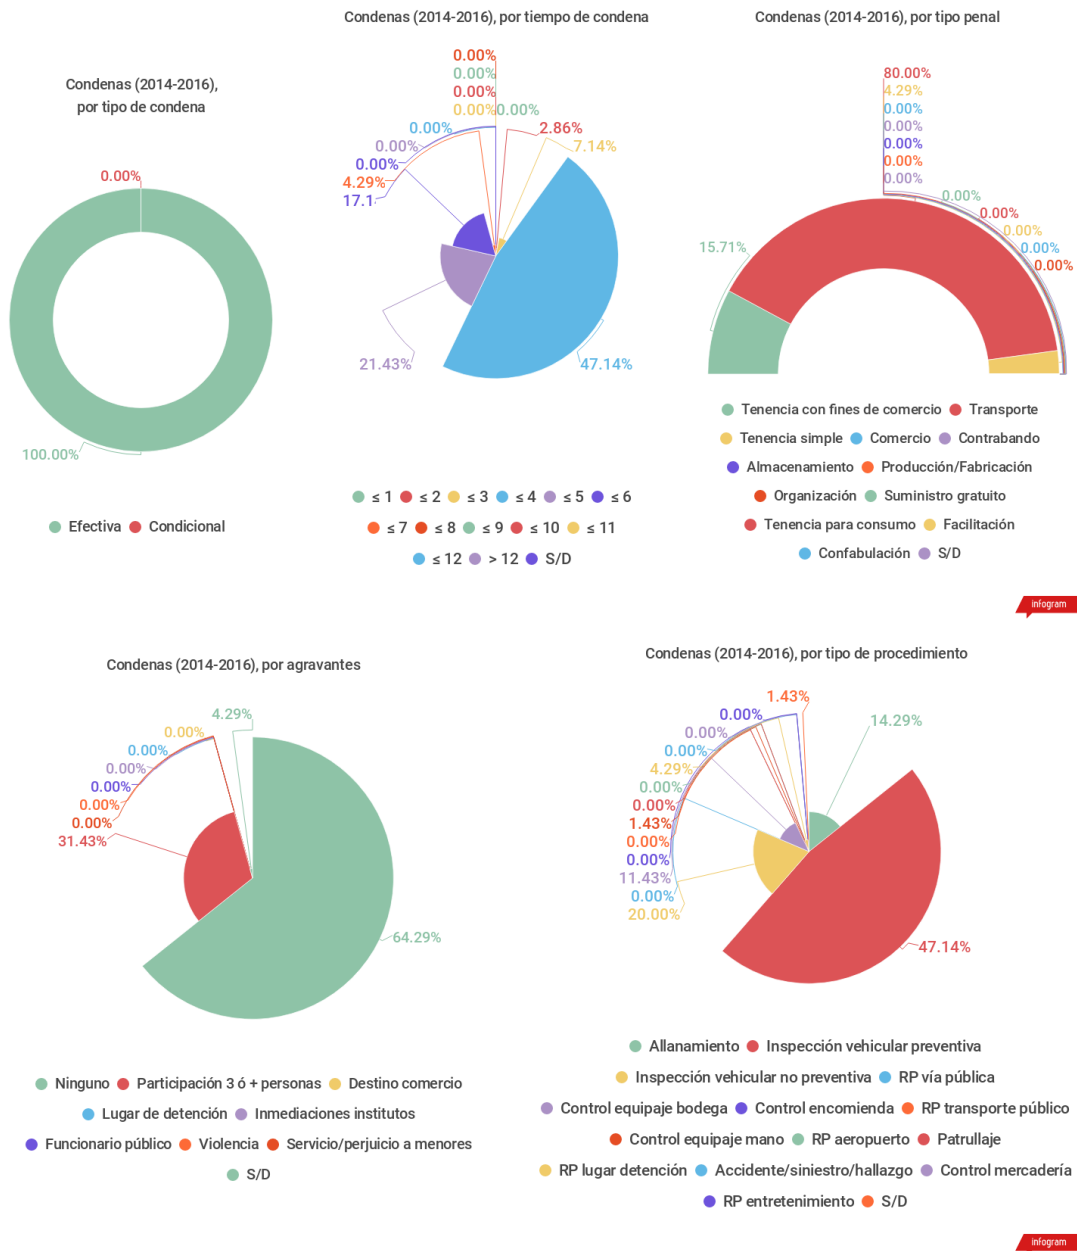 Condenas (2014-2016),
por tipo de condena
0.00%
100.00%
Efectiva
Condicional
Condenas (2014-2016), por tiempo de condena
0.00%
0.00%
0.00%
0.00%
0.00%
0.00%
2.86%
7.14%
0.00%
0.00%
4.29%
17.1
21.43%
47.14%
≤ 1 ≤ 2 ≤ 3 ≤ 4 ≤ 5 ≤ 6
≤ 7 ≤ 8 ≤ 9 ≤ 10 ≤ 11
≤ 12 > 12 S/D
Condenas (2014-2016), por tipo penal
80.00%
4.29%
0.00%
0.00%
0.00%
0.00%
0.00%
0.00%
0.00%
0.00%
0.00%
0.00%
15.71%
Tenencia con fines de comercio Transporte
Tenencia simple Comercio Contrabando
Almacenamiento Producción/Fabricación
Organización Suministro gratuito
Tenencia para consumo Facilitación
Confabulación S/D
infogram
Condenas (2014-2016), por agravantes
4.29%
0.00%
0.00%
0.00%
0.00%
0.00%
0.00%
31.43%
64.29%
Ninguno Participación 3 ó + personas Destino comercio
Lugar de detención Inmediaciones institutos
Funcionario público Violencia Servicio/perjuicio a menores
S/D
Condenas (2014-2016), por tipo de procedimiento
1.43%
0.00%
14.29%
0.00%
0.00%
4.29%
0.00%
0.00%
1.43%
0.00%
0.00%
11.43%
0.00%
20.00%
47.14%
Allanamiento Inspección vehicular preventiva
Inspección vehicular no preventiva RP vía pública
Control equipaje bodega Control encomienda RP transporte público
Control equipaje mano RP aeropuerto Patrullaje
RP lugar detención Accidente/siniestro/hallazgo Control mercadería
RP entretenimiento S/D
infogram